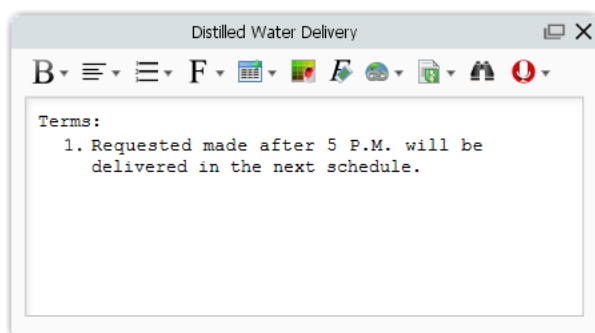 Distilled Water Delivery
B F F
Terms:
1. Requested made after 5 P.M. will be
delivered in the next schedule.